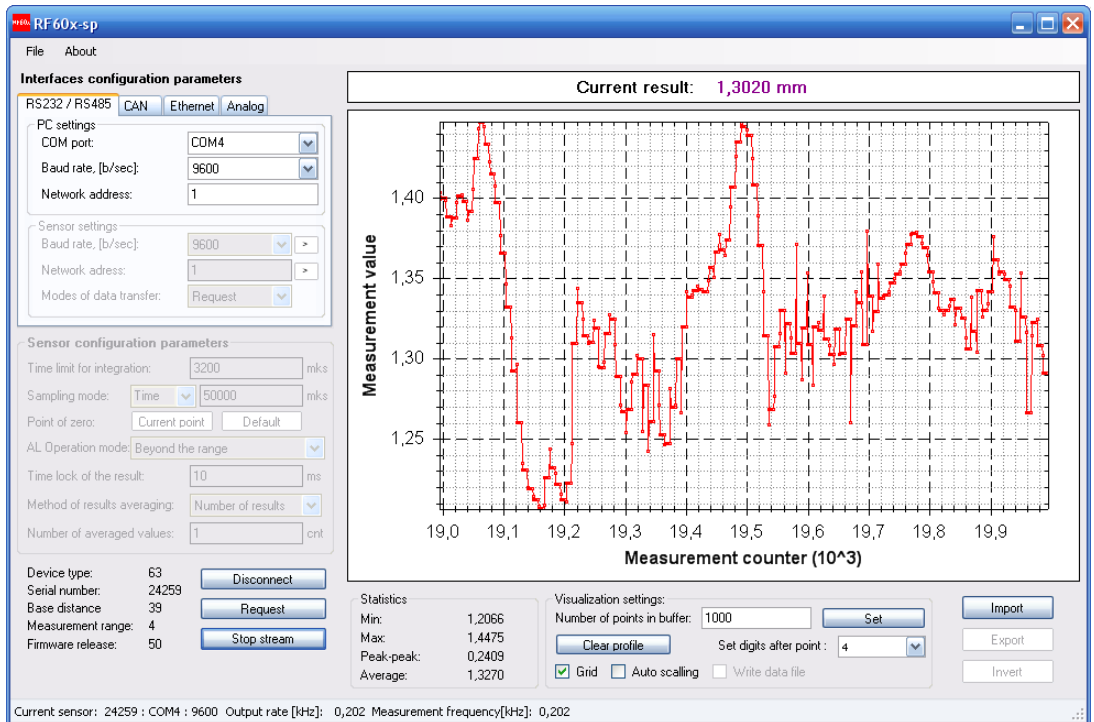 RF60x-sp
File About
Interfaces configuration parameters
RS232 / RS485 CAN Ethernet Analog
PC settings
COM port: COM4
Baud rate, [b/sec]: 9600
Network address: 1
Sensor settings
Baud rate, [b/sec]: 9600 >
Network adress: 1 >
Modes of data transfer: Request
Sensor configuration parameters
Time limit for integration: 3200 mks
Sampling mode: Time 50000 mks
Point of zero: Current point Default
AL Operation mode: Beyond the range
Time lock of the result: 10 ms
Method of results averaging: Number of results
Number of averaged values: 1 cnt
Device type: 63
Serial number: 24259
Base distance 39
Measurement range: 4
Firmware release: 50
Disconnect
Request
Stop stream
Current result: 1,3020 mm
Measurement value
1,40
1,35
1,30
1,25
19,0 19,1 19,2 19,3 19,4 19,5 19,6 19,7 19,8 19,9
Measurement counter (10^3)
Statistics
Min: 1,2066
Max: 1,4475
Peak-peak: 0,2409
Average: 1,3270
Visualization settings:
Number of points in buffer: 1000 Set
Clear profile Set digits after point : 4
Grid Auto scalling Write data file
Import
Export
Invert
Current sensor: 24259 : COM4 : 9600 Output rate [kHz]: 0,202 Measurement frequency[kHz]: 0,202